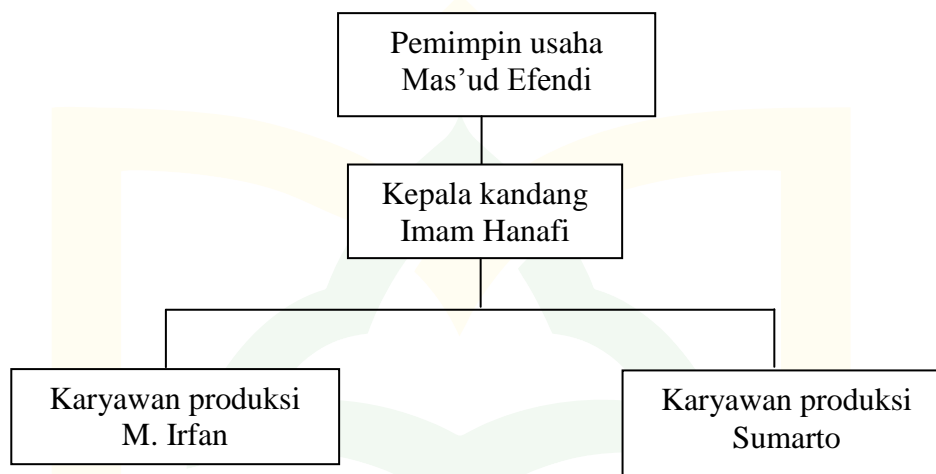 Pemimpin usaha
Mas’ud Efendi
Kepala kandang
Imam Hanafi
Karyawan produksi
M. Irfan
Karyawan produksi
Sumarto